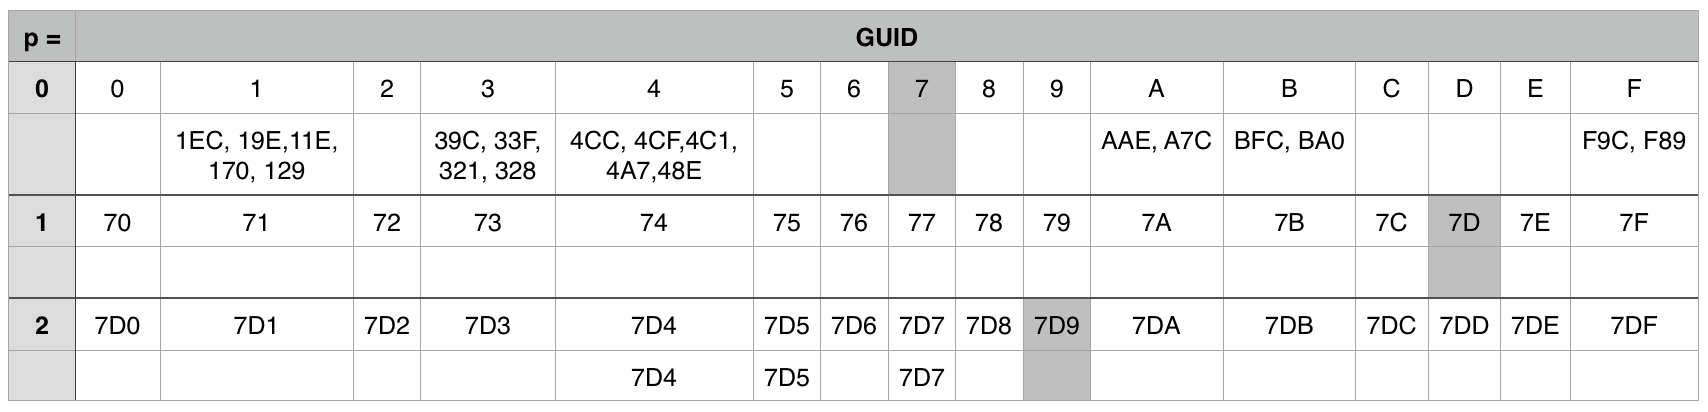 p = GUID
0 0 1 2 3 4 5 6 7 8 9 A B C D E F
1EC, 19E,11E, 39C, 33F, 4CC, 4CF,4C1, AAE, A7C BFC, BA0 F9C, F89
170, 129 321, 328 4A7,48E
1 70 71 72 73 74 75 76 77 78 79 7A 7B 7C 7D 7E 7F
2 7D0 7D1 7D2 7D3 7D4 7D5 7D6 7D7 7D8 7D9 7DA 7DB 7DC 7DD 7DE 7DF
7D4 7D5 7D7